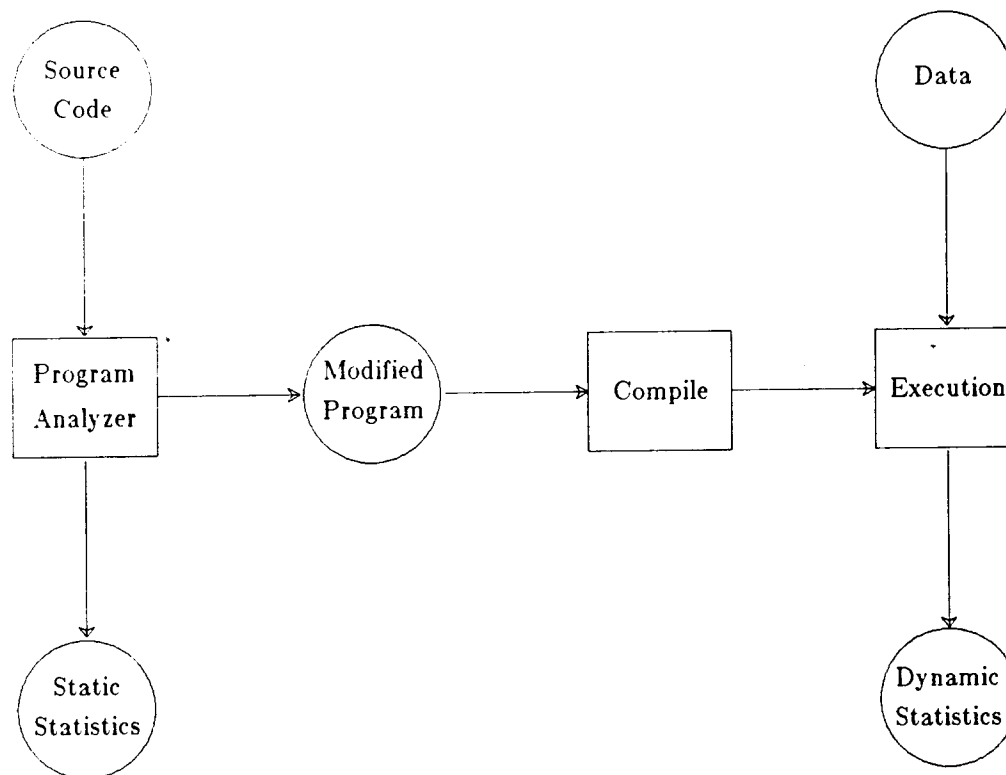 Source
Code
Data
Program
Analyzer
Modified
Program
Compile
Execution
Static
Statistics
Dynamic
Statistics